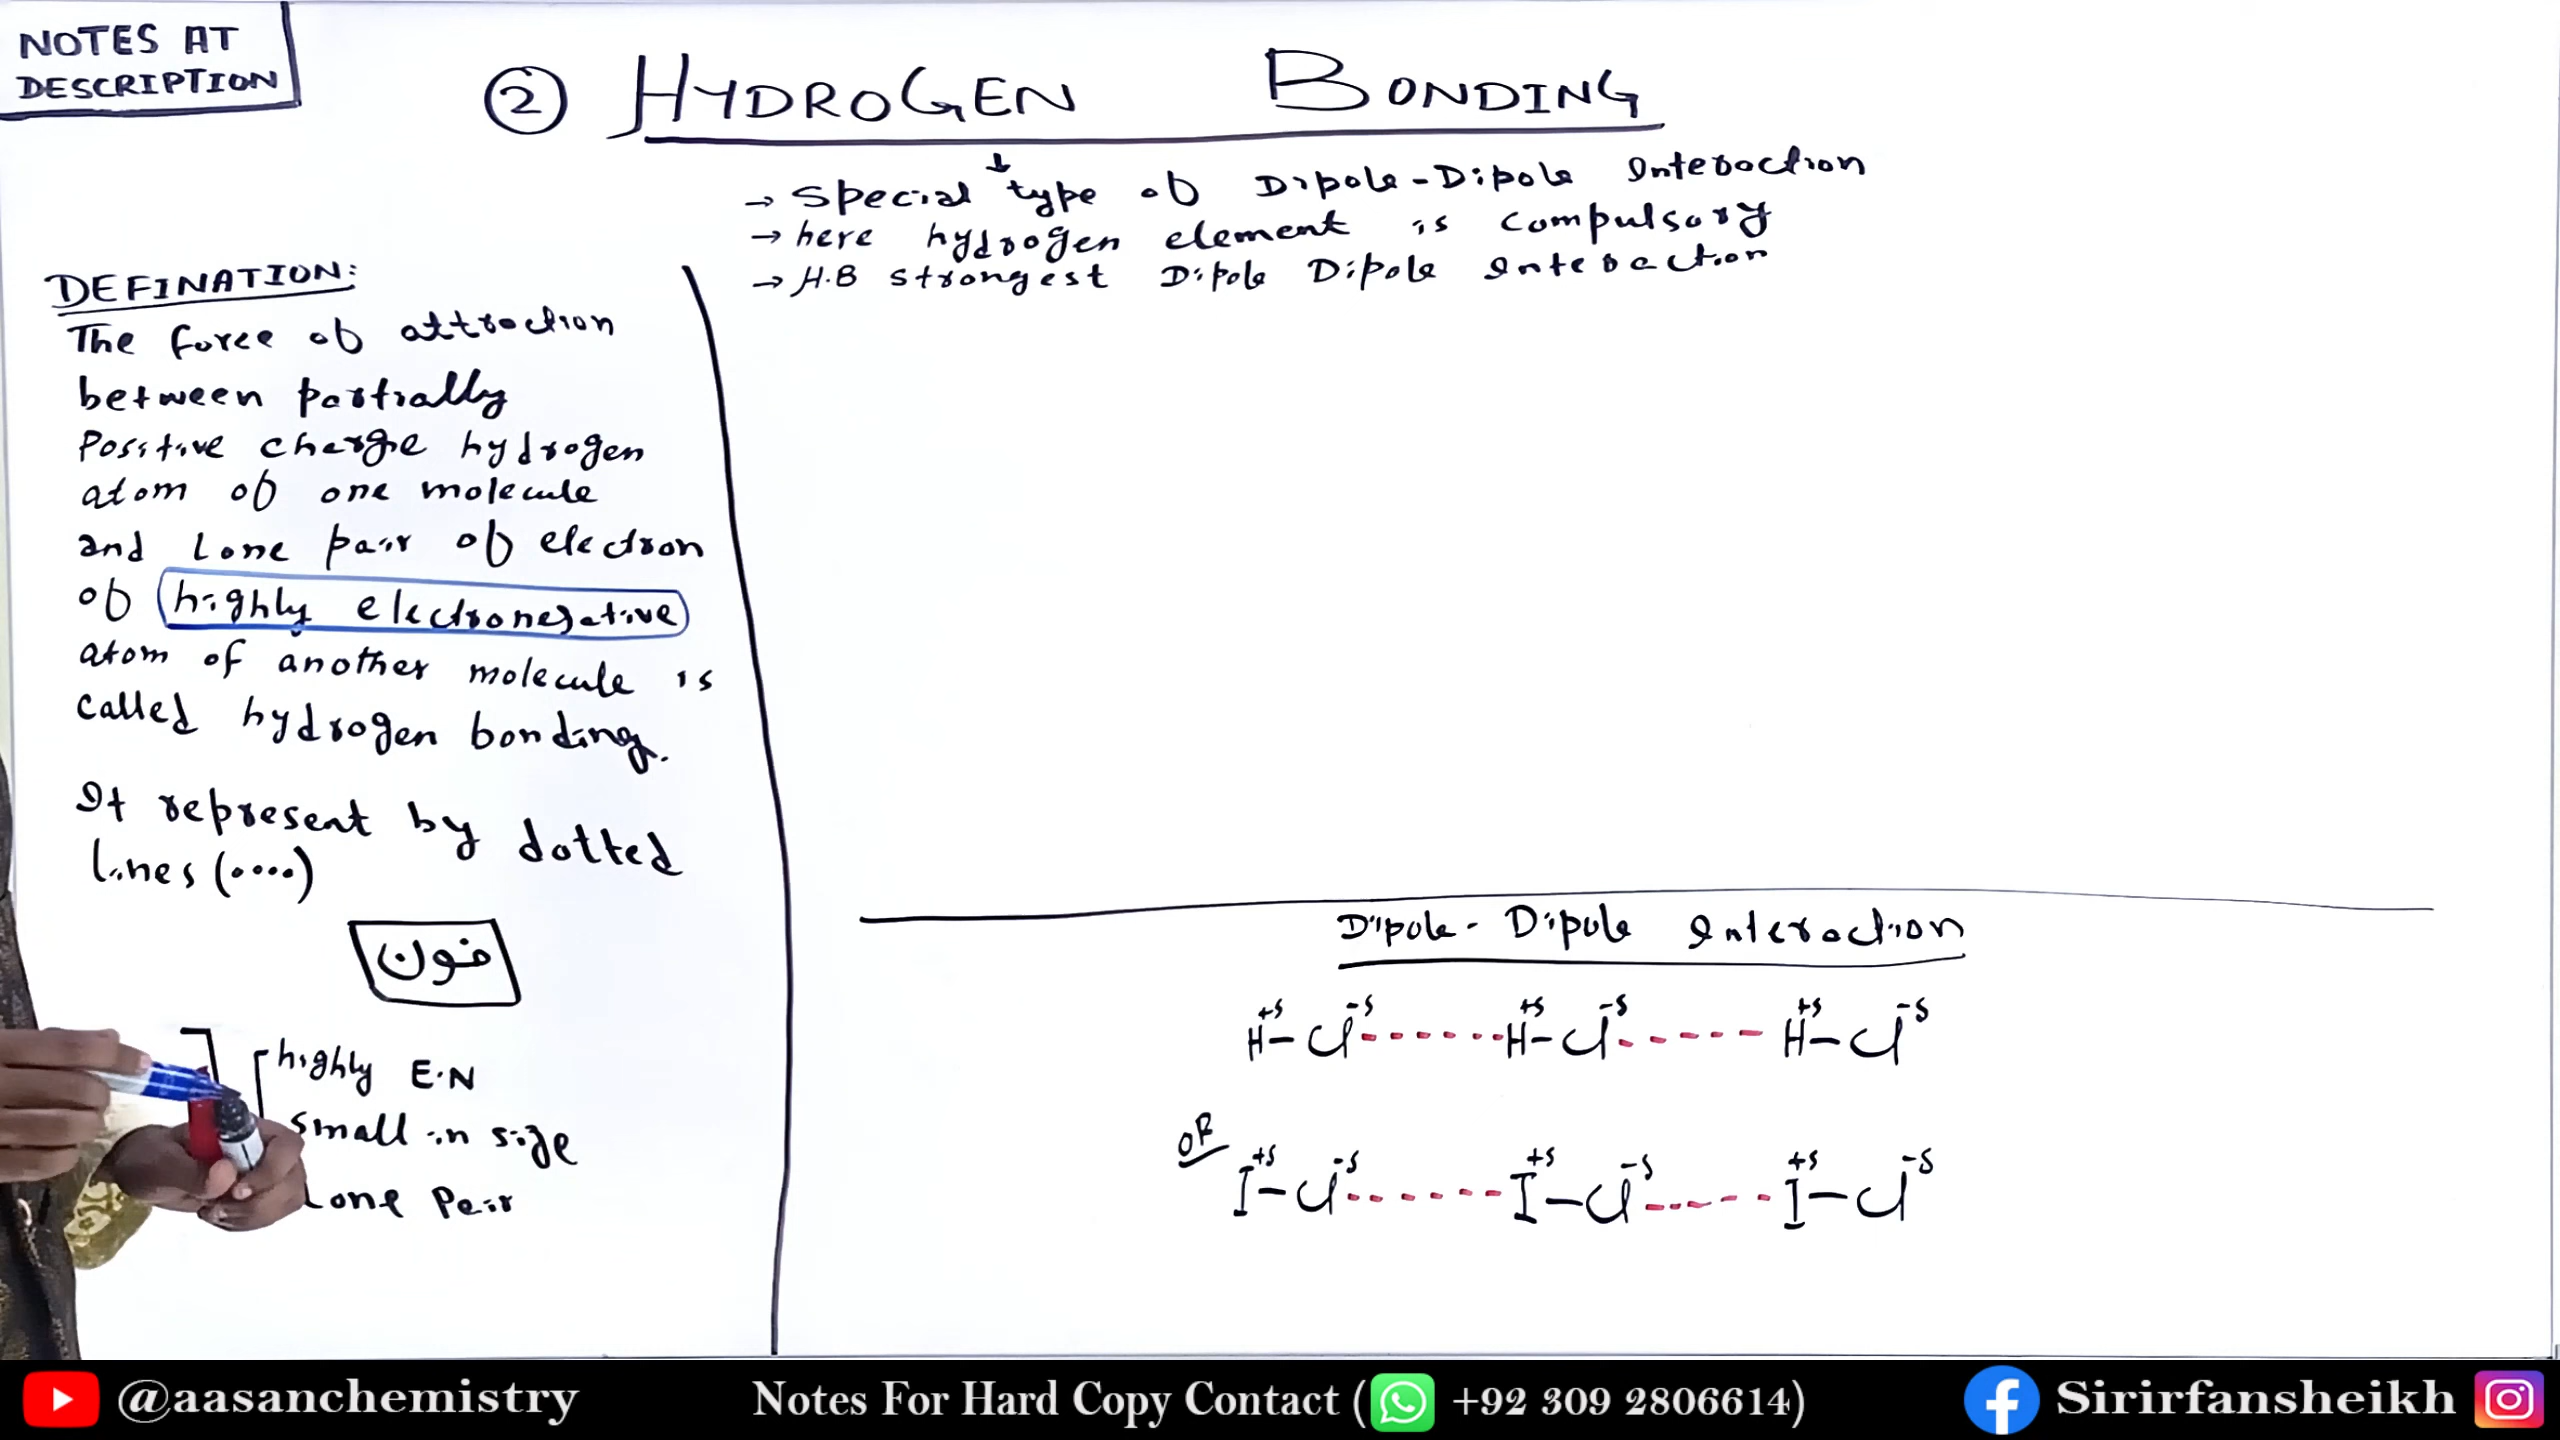 NOTES AT
DESCRIPTION
② HYDROGEN BONDING
→ Special type of Dipole-Dipole Interaction
→ here hydrogen element is compulsory
→ H.B strongest Dipole Dipole Interaction
DEFINATION:
The force of attraction
between partially
Positive charge hydrogen
atom of one molecule
and Lone pair of electron
of highly electronegative
atom of another molecule is
called hydrogen bonding.
It represent by dotted
lines (....)
فون
highly E.N
small in size
Lone Pair
Dipole-Dipole Interaction
+δ -δ +δ -δ +δ -δ
H-Cl------H-Cl------H-Cl
OR
+δ -δ +δ -δ +δ -δ
I-Cl------I-Cl------I-Cl
@aasanchemistry Notes For Hard Copy Contact ( +92 309 2806614) Sirirfansheikh